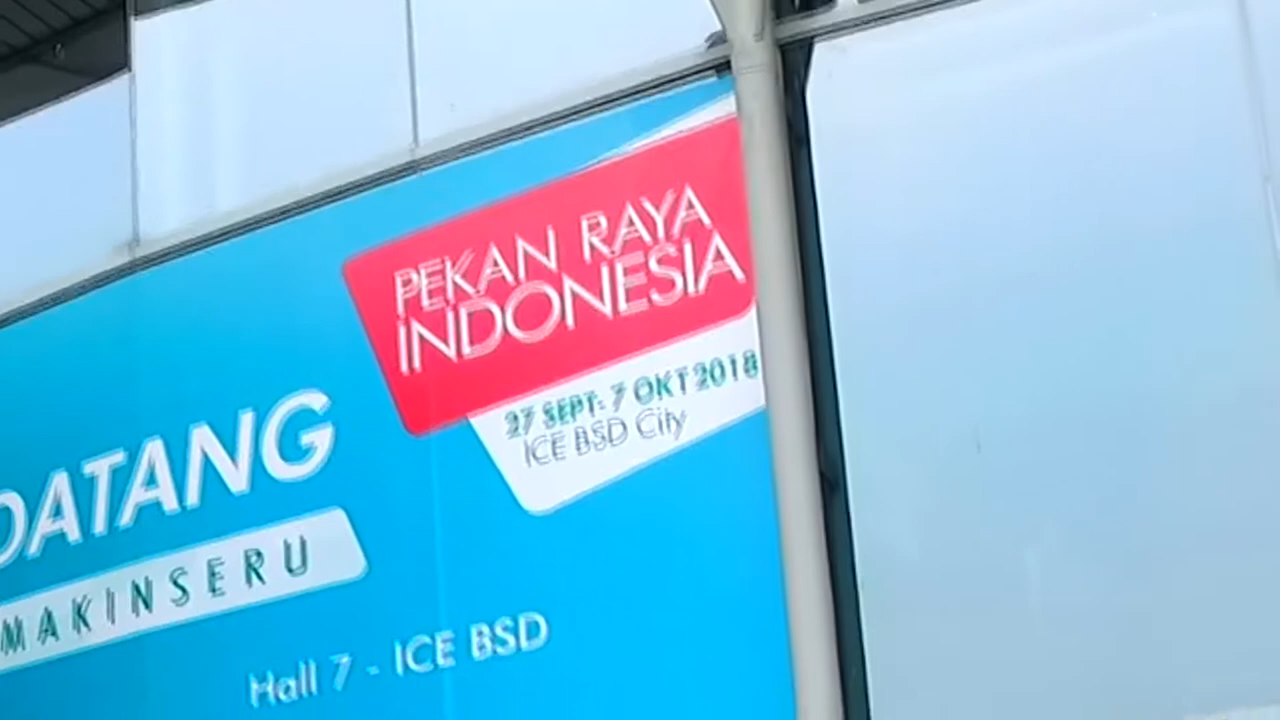 PEKAN RAYA
INDONESIA
27 SEPT- 7 OKT 2018
ICE BSD City
DATANG
MAKINSERU
Hall 7 - ICE BSD